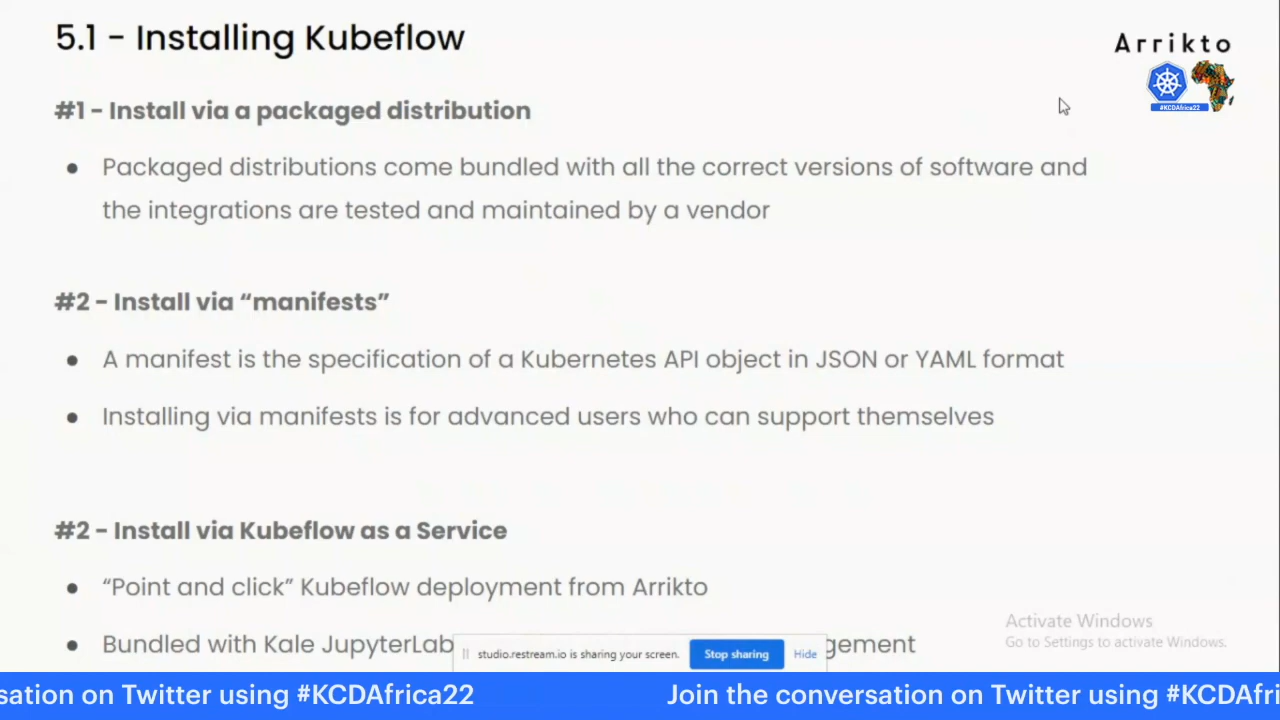 5.1 - Installing Kubeflow
Arrikto
#KCDAfrica22
#1 - Install via a packaged distribution
● Packaged distributions come bundled with all the correct versions of software and
the integrations are tested and maintained by a vendor
#2 - Install via “manifests”
● A manifest is the specification of a Kubernetes API object in JSON or YAML format
● Installing via manifests is for advanced users who can support themselves
#2 - Install via Kubeflow as a Service
● “Point and click” Kubeflow deployment from Arrikto
● Bundled with Kale JupyterLab gement
studio.restream.io is sharing your screen. Stop sharing Hide
Activate Windows
Go to Settings to activate Windows.
sation on Twitter using #KCDAfrica22 Join the conversation on Twitter using #KCDAfri